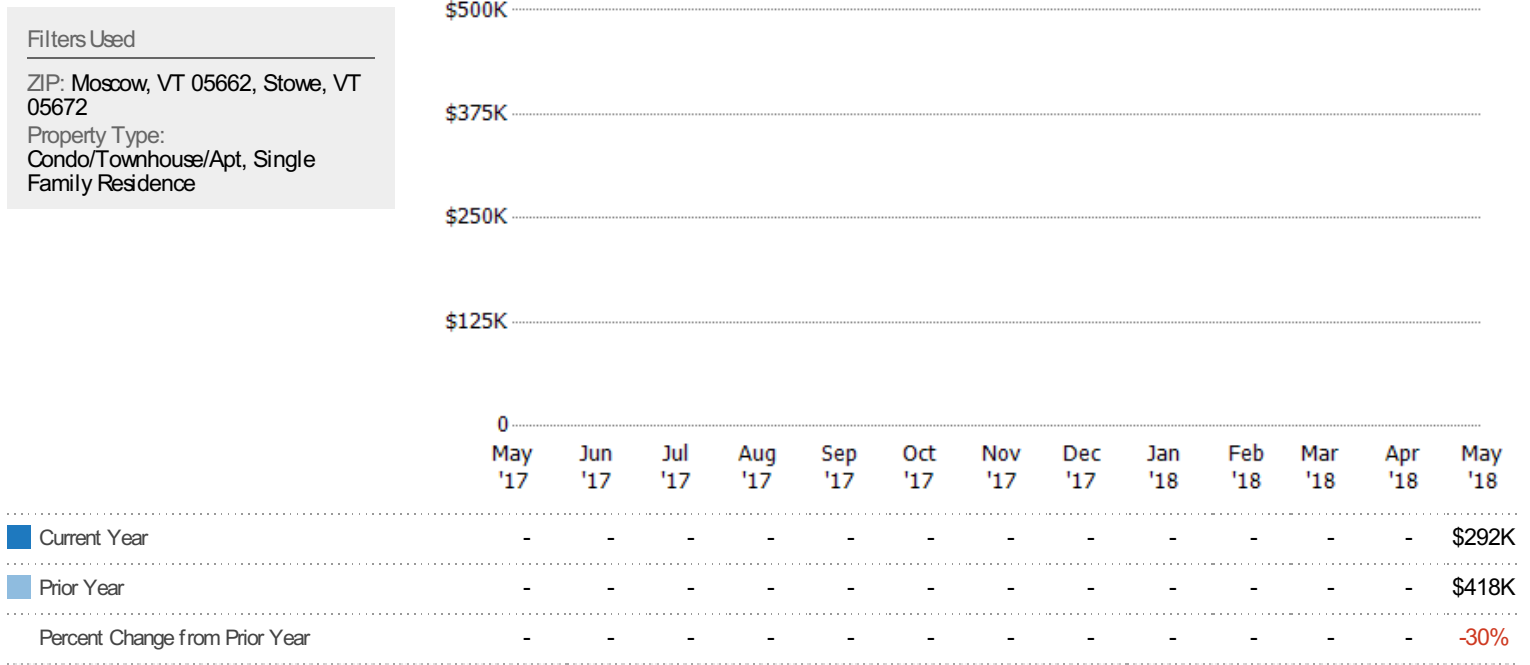 Filters Used
ZIP: Moscow, VT 05662, Stowe, VT
05672
Property Type:
Condo/Townhouse/Apt, Single
Family Residence
$500K
$375K
$250K
$125K
0
May Jun Jul Aug Sep Oct Nov Dec Jan Feb Mar Apr May
'17 '17 '17 '17 '17 '17 '17 '17 '18 '18 '18 '18 '18
Current Year - - - - - - - - - - - - $292K
Prior Year - - - - - - - - - - - - $418K
Percent Change from Prior Year - - - - - - - - - - - - -30%